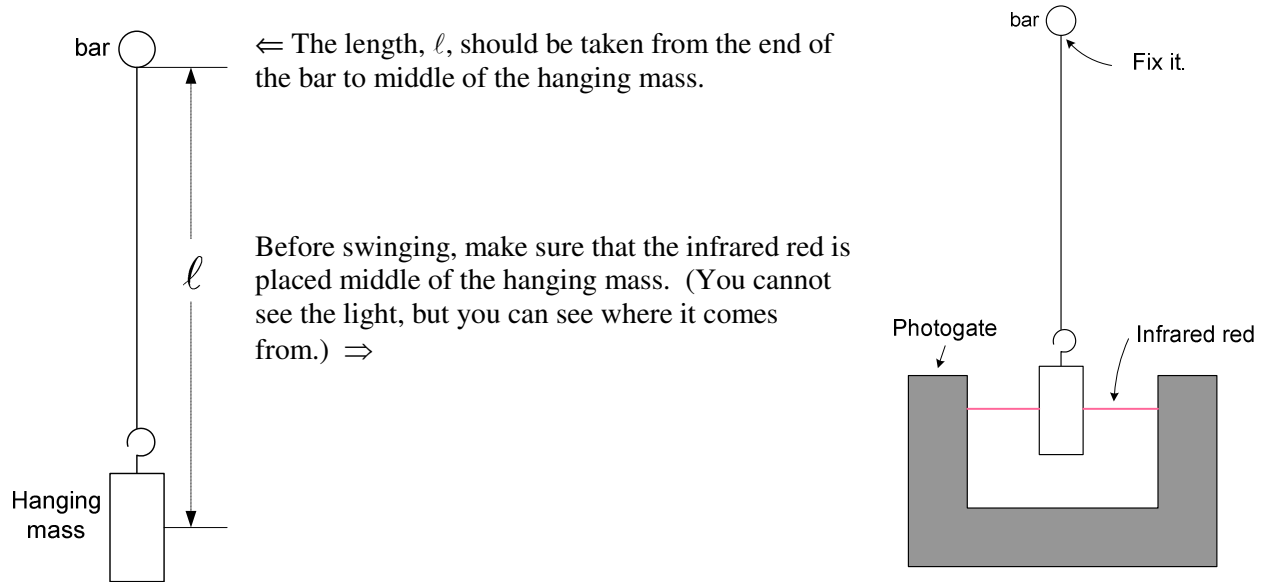 bar
⇐ The length, ℓ, should be taken from the end of
the bar to middle of the hanging mass.
ℓ
Before swinging, make sure that the infrared red is
placed middle of the hanging mass.  (You cannot
see the light, but you can see where it comes
from.)  ⇒
Hanging
mass
bar
Fix it.
Photogate
Infrared red